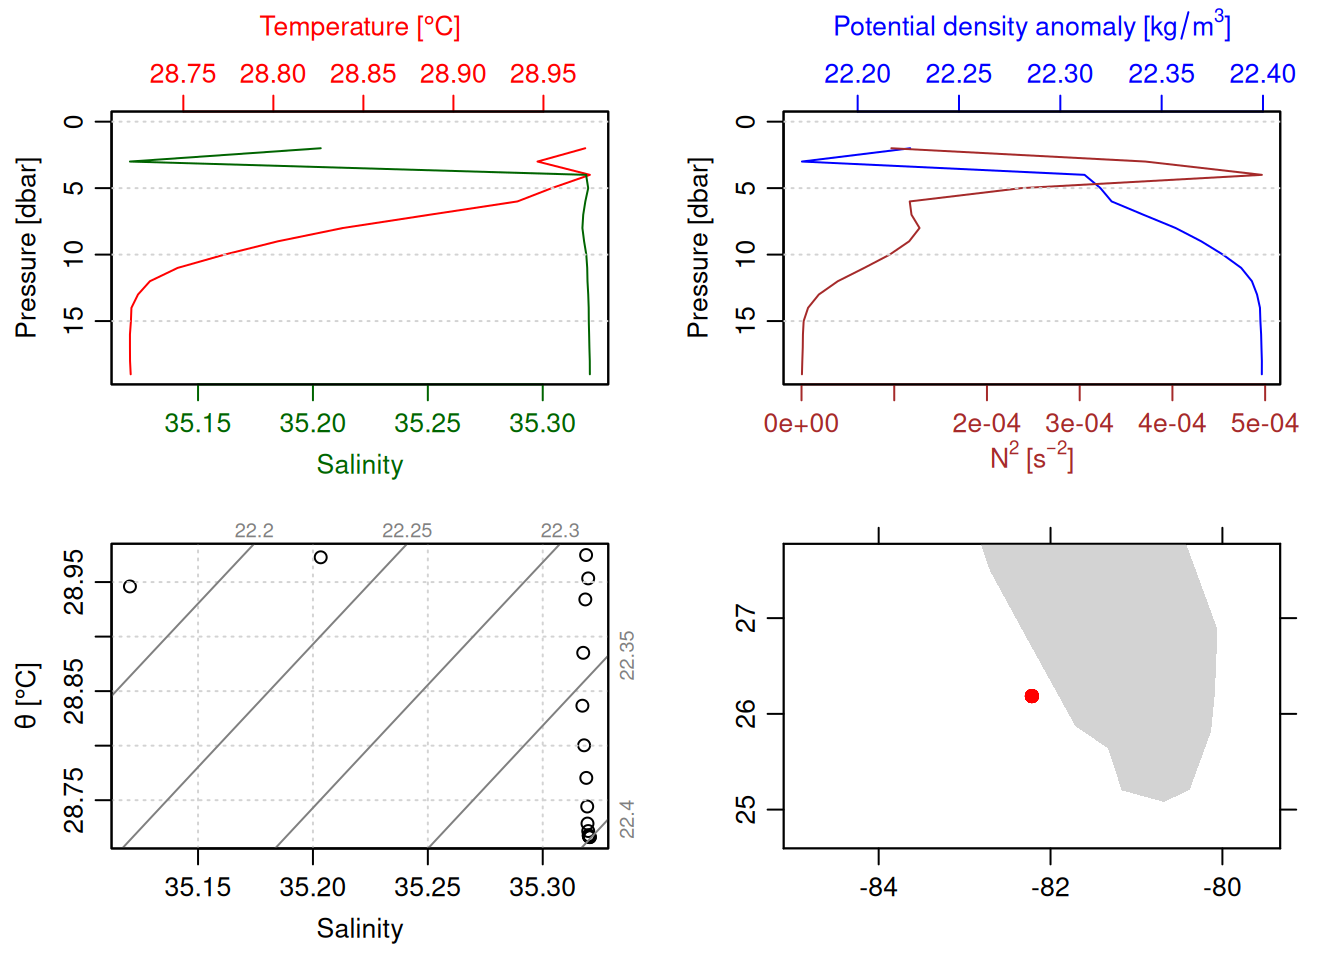 Temperature [°C]
28.75 28.80 28.85 28.90 28.95
0
5
10
15
Pressure [dbar]
35.15 35.20 35.25 35.30
Salinity
Potential density anomaly [kg/m³]
22.20 22.25 22.30 22.35 22.40
0
5
10
15
Pressure [dbar]
0e+00 2e-04 3e-04 4e-04 5e-04
N² [s⁻²]
22.2 22.25 22.3
28.95
28.85
28.75
θ [°C]
22.35
22.4
35.15 35.20 35.25 35.30
Salinity
27
26
25
-84 -82 -80